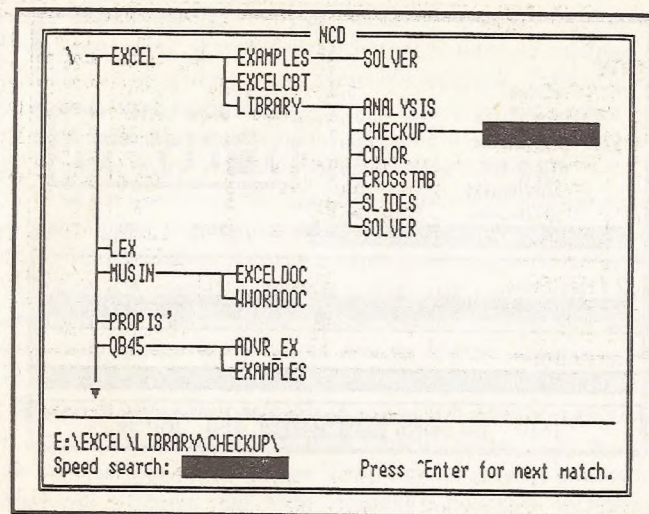 NCD
\ EXCEL EXAMPLES SOLVER
EXCELCBT
LIBRARY ANALYSIS
CHECKUP
COLOR
CROSSTAB
SLIDES
SOLVER
LEX
MUSIN EXCELDOC
WWORDDOC
PROPIS'
QB45 ADVR_EX
EXAMPLES
E:\EXCEL\LIBRARY\CHECKUP\
Speed search: Press ^Enter for next match.